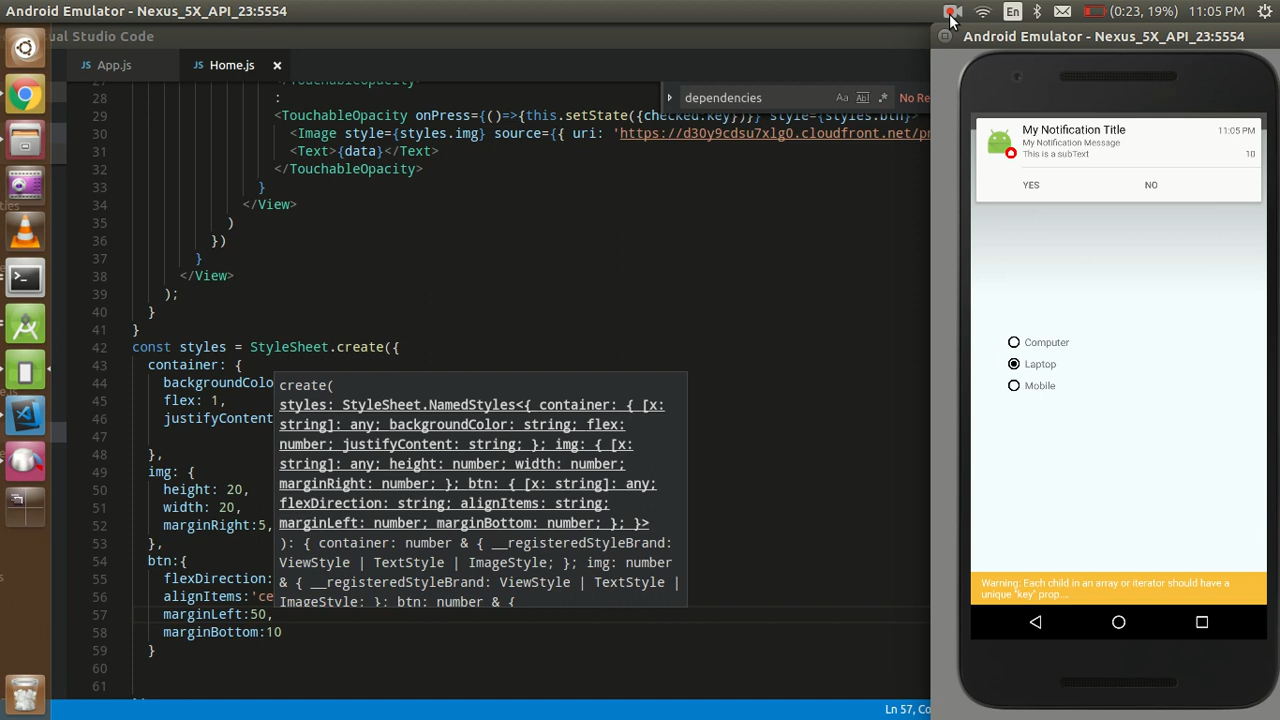 Android Emulator - Nexus_5X_API_23:5554
En
(0:23, 19%)
11:05 PM
ual Studio Code
JS App.js
JS Home.js ×
dependencies
Aa
Abl
.*
No Re
27 </TouchableOpacity>
28 :
29 <TouchableOpacity onPress={()=>{this.setState({checked:key})}} style={styles.btn}>
30 <Image style={styles.img} source={{ uri: 'https://d30y9cdsu7xlg0.cloudfront.net/pn
31 <Text>{data}</Text>
32 </TouchableOpacity>
33 }
34 </View>
35 )
36 })
37 }
38 </View>
39 );
40 }
41 }
42 const styles = StyleSheet.create({
43 container: {
44 backgroundColo
45 flex: 1,
46 justifyContent
47
48 },
49 img: {
50 height: 20,
51 width: 20,
52 marginRight:5,
53 },
54 btn:{
55 flexDirection:
56 alignItems:'ce
57 marginLeft:50,
58 marginBottom:10
59 }
60
61
create(
styles: StyleSheet.NamedStyles<{ container: { [x:
string]: any; backgroundColor: string; flex:
number; justifyContent: string; }; img: { [x:
string]: any; height: number; width: number;
marginRight: number; }; btn: { [x: string]: any;
flexDirection: string; alignItems: string;
marginLeft: number; marginBottom: number; }; }>
): { container: number & { __registeredStyleBrand:
ViewStyle | TextStyle | ImageStyle; }; img: number
& { __registeredStyleBrand: ViewStyle | TextStyle |
ImageStyle; }; btn: number & {
Ln 57, Co
Android Emulator - Nexus_5X_API_23:5554
My Notification Title
11:05 PM
My Notification Message
This is a subText
10
YES
NO
Computer
Laptop
Mobile
Warning: Each child in an array or iterator should have a
unique "key" prop....